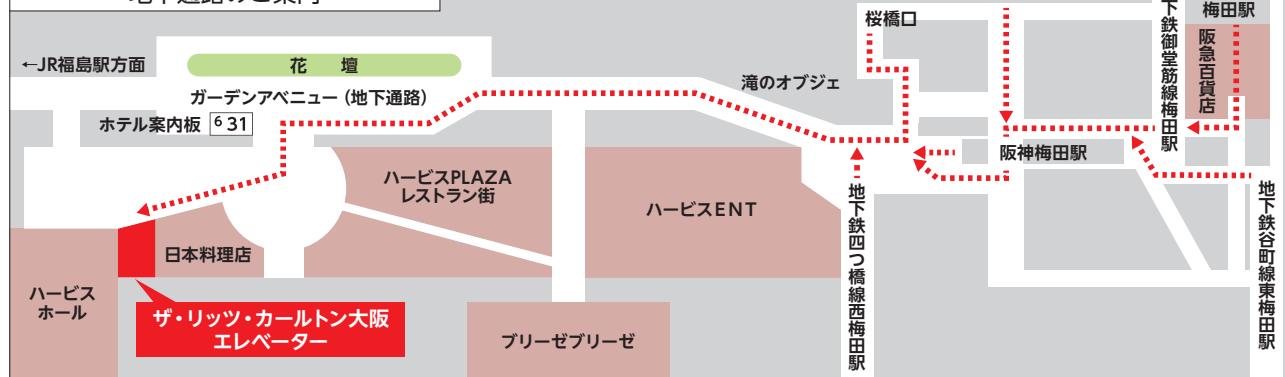 地下通路のご案内
←JR福島駅方面
花 壇
ガーデンアベニュー(地下通路)
ホテル案内板 6 31
滝のオブジェ
桜橋口
地下鉄御堂筋線梅田駅
梅田駅
阪急百貨店
阪神梅田駅
ハービスPLAZA
レストラン街
ハービスENT
日本料理店
ハービス
ホール
ザ・リッツ・カールトン大阪
エレベーター
ブリーゼブリーゼ
地下鉄四つ橋線西梅田駅
地下鉄谷町線東梅田駅